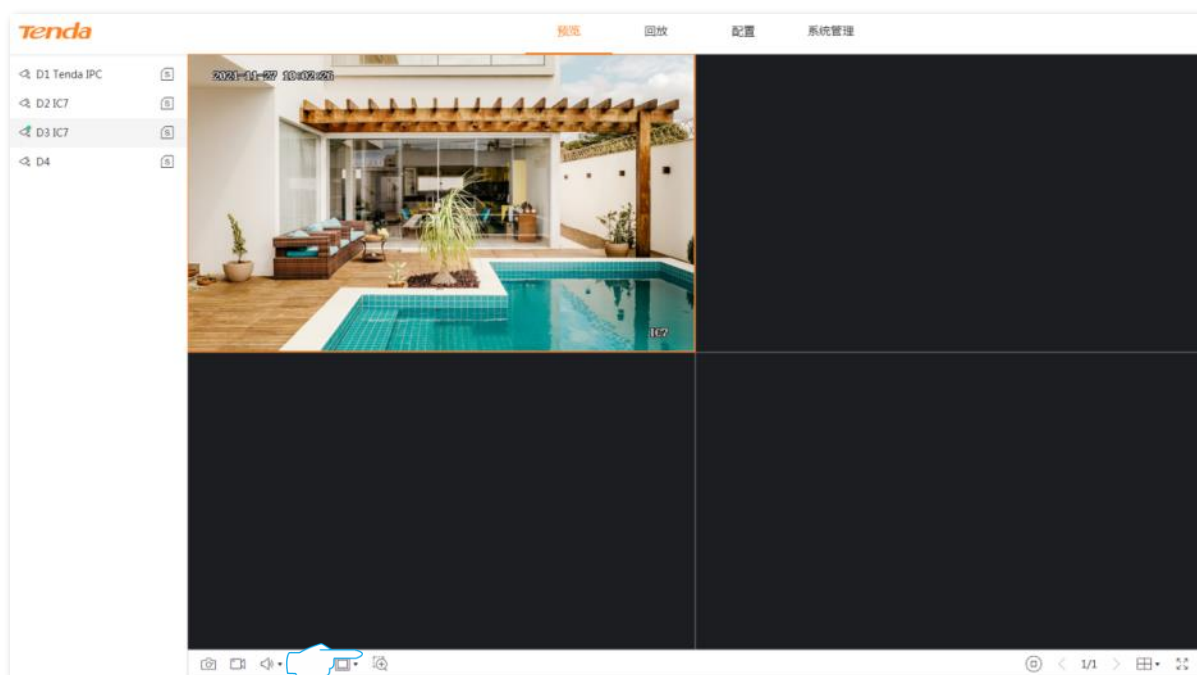 Tenda
预览 回放 配置 系统管理
D1 Tenda IPC S
D2 IC7 S
D3 IC7 S
D4 S
2021-11-27 10:02:26
IC7
1/1